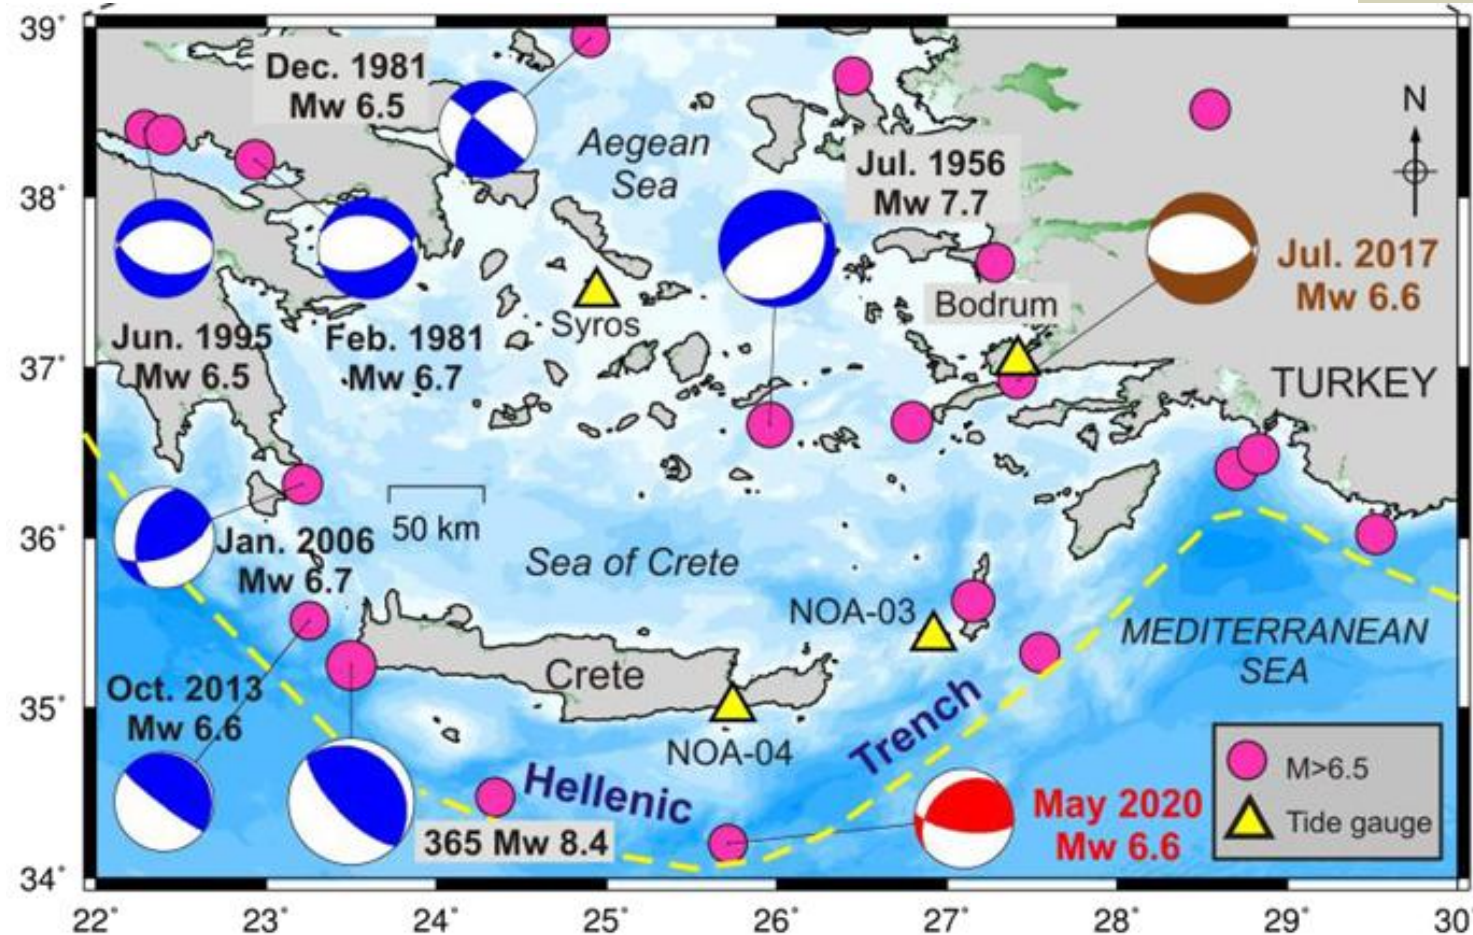 39°
38°
37°
36°
35°
34°
22°
23°
24°
25°
26°
27°
28°
29°
30°
Dec. 1981
Mw 6.5
Aegean
Sea
Jul. 1956
Mw 7.7
N
Jul. 2017
Mw 6.6
Bodrum
Syros
Jun. 1995
Mw 6.5
Feb. 1981
Mw 6.7
TURKEY
50 km
Jan. 2006
Mw 6.7
Sea of Crete
NOA-03
MEDITERRANEAN
SEA
Crete
Oct. 2013
Mw 6.6
NOA-04
Hellenic
Trench
365 Mw 8.4
May 2020
Mw 6.6
M>6.5
Tide gauge